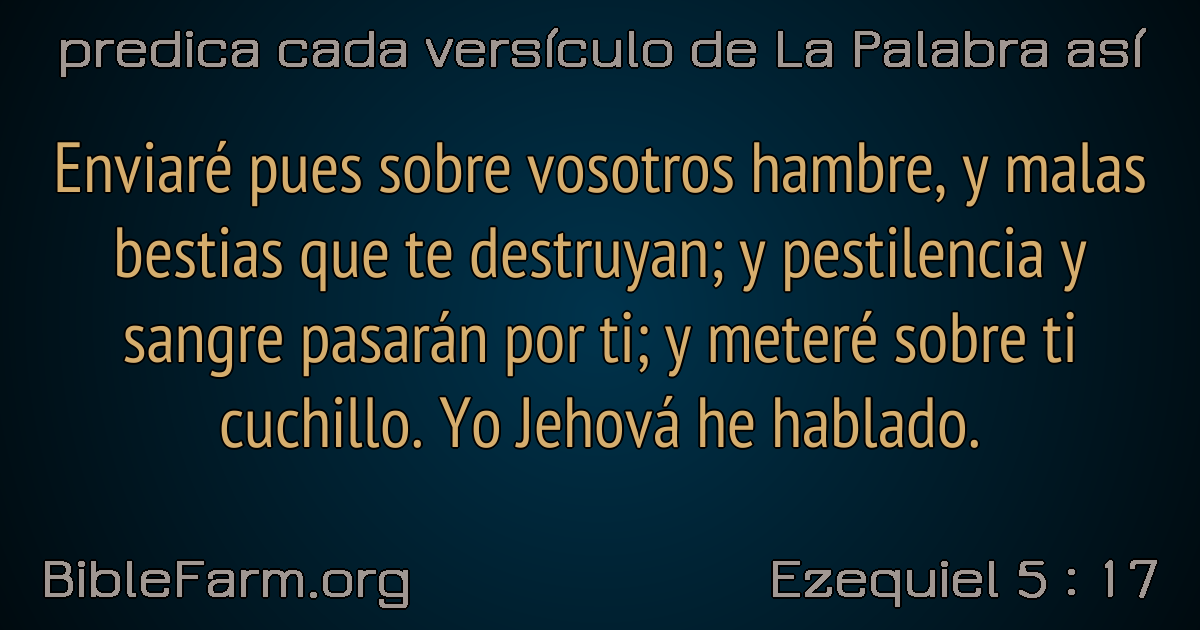 predica cada versículo de La Palabra así
Enviaré pues sobre vosotros hambre, y malas
bestias que te destruyan; y pestilencia y
sangre pasarán por ti; y meteré sobre ti
cuchillo. Yo Jehová he hablado.
BibleFarm.org
Ezequiel 5 : 17